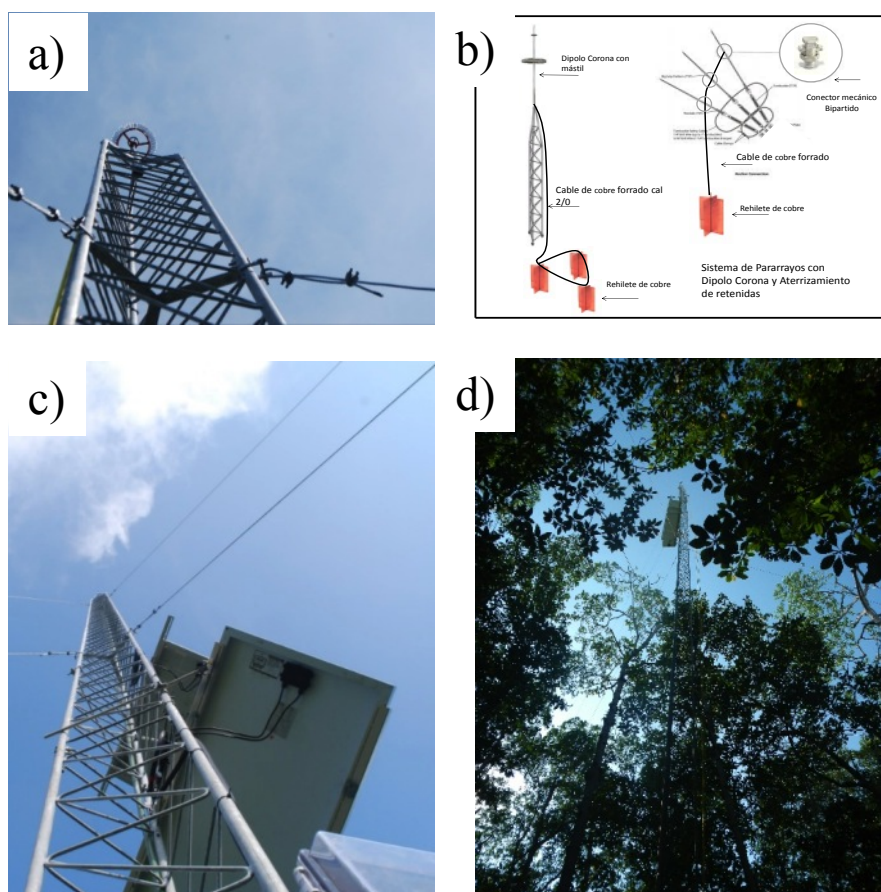 a)
b)
Dipolo Corona con
mástil
Conector mecánico
Bipartido
Cable de cobre forrado
Cable de cobre forrado cal
2/0
Rehilete de cobre
Rehilete de cobre
Sistema de Pararrayos con
Dipolo Corona y Aterrizamiento
de retenidas
c)
d)